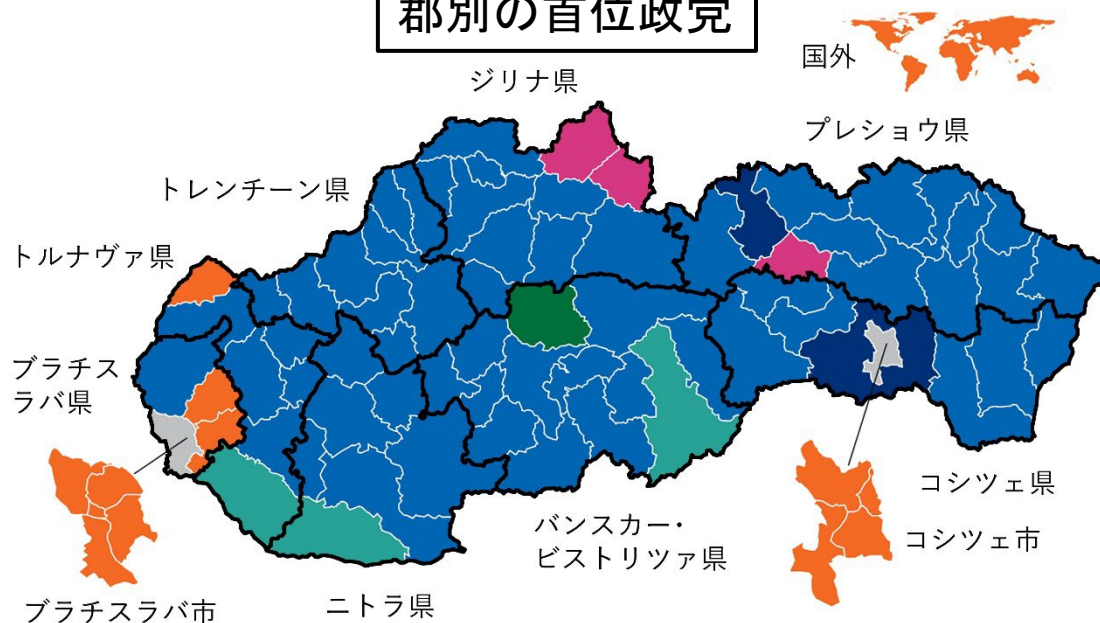 郡別の首位政党
国外
ジリナ県
プレショウ県
トレンチーン県
トルナヴァ県
ブラチス
ラバ県
コシツェ県
バンスカー・
ビストリツァ県
コシツェ市
ブラチスラバ市
ニトラ県